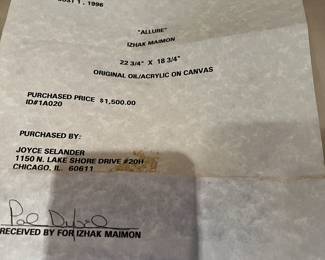 1, 1996
"ALLURE"
IZHAK MAIMON
22 3/4" X 18 3/4"
ORIGINAL OIL/ACRYLIC ON CANVAS
PURCHASED PRICE $1,500.00
ID#1A020
PURCHASED BY:
JOYCE SELANDER
1150 N. LAKE SHORE DRIVE #20H
CHICAGO, IL. 60611
RECEIVED BY FOR IZHAK MAIMON